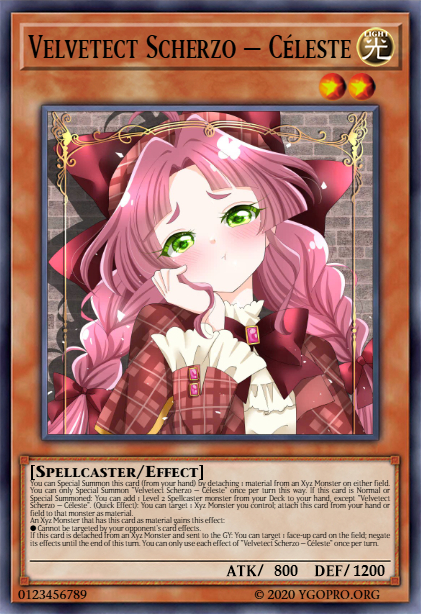 Velvetect Scherzo – Céleste
LIGHT
光
[Spellcaster/Effect]
You can Special Summon this card (from your hand) by detaching 1 material from an Xyz Monster on either field.
You can only Special Summon "Velvetect Scherzo – Céleste" once per turn this way. If this card is Normal or
Special Summoned: You can add 1 Level 2 Spellcaster monster from your Deck to your hand, except "Velvetect
Scherzo – Céleste". (Quick Effect): You can target 1 Xyz Monster you control; attach this card from your hand or
field to that monster as material.
An Xyz Monster that has this card as material gains this effect:
● Cannot be targeted by your opponent's card effects.
If this card is detached from an Xyz Monster and sent to the GY: You can target 1 face-up card on the field; negate
its effects until the end of this turn. You can only use each effect of "Velvetect Scherzo – Céleste" once per turn.
ATK/ 800 DEF/1200
0123456789 © 2020 YGOPRO.ORG